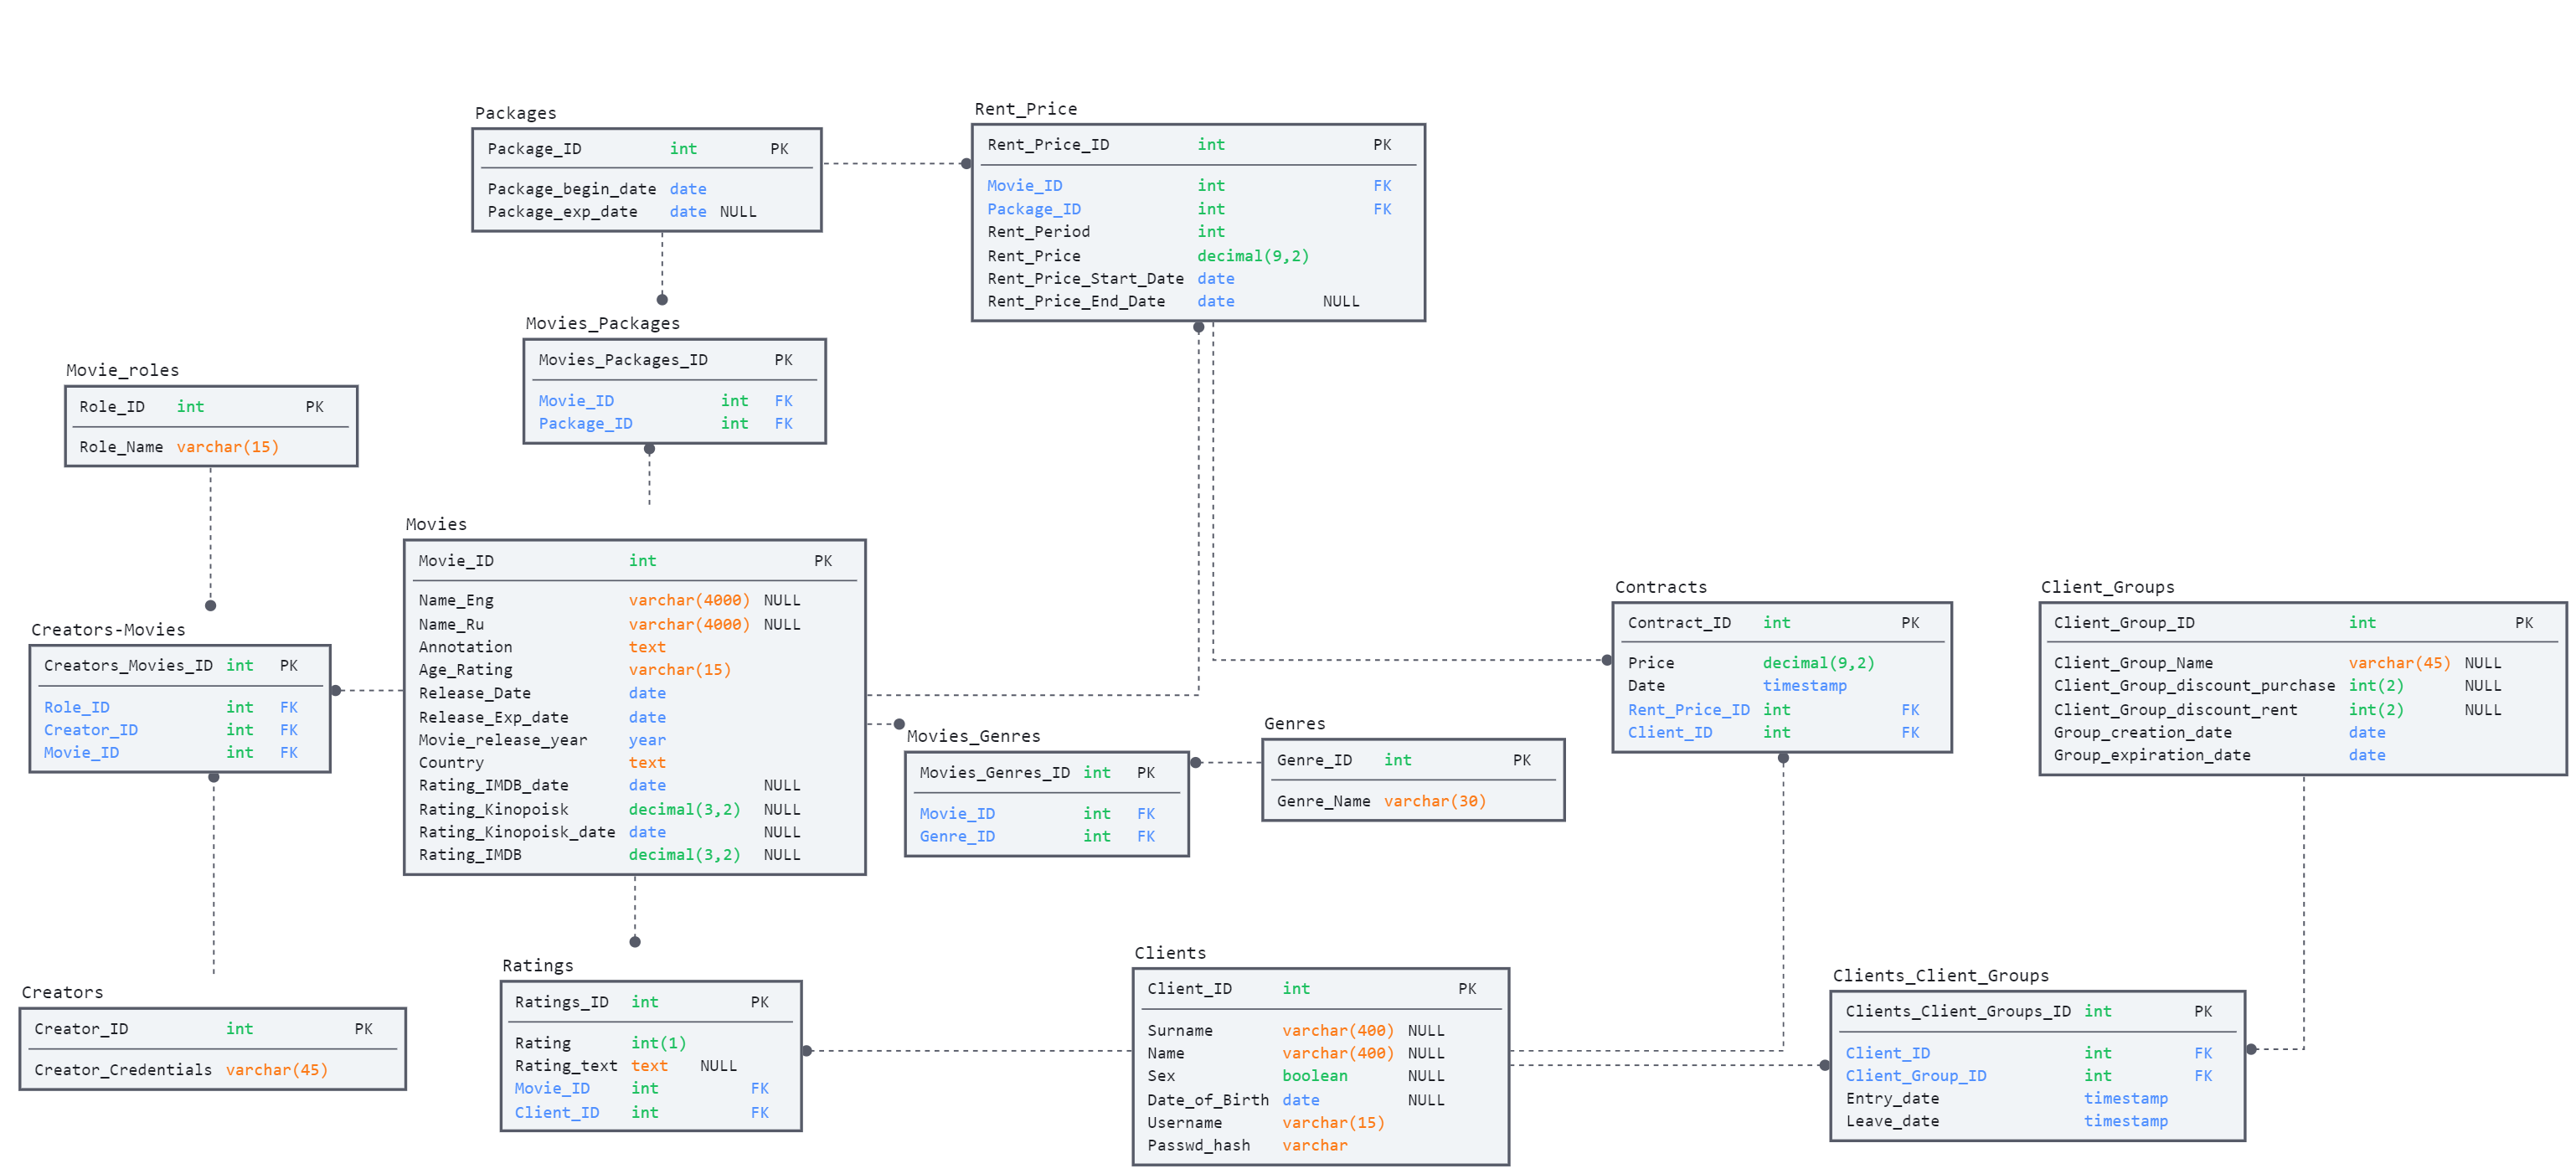 Packages
Package_ID int PK
Package_begin_date date
Package_exp_date date NULL
Rent_Price
Rent_Price_ID int PK
Movie_ID int FK
Package_ID int FK
Rent_Period int
Rent_Price decimal(9,2)
Rent_Price_Start_Date date
Rent_Price_End_Date date NULL
Movies_Packages
Movies_Packages_ID PK
Movie_ID int FK
Package_ID int FK
Movie_roles
Role_ID int PK
Role_Name varchar(15)
Creators-Movies
Creators_Movies_ID int PK
Role_ID int FK
Creator_ID int FK
Movie_ID int FK
Movies
Movie_ID int PK
Name_Eng varchar(4000) NULL
Name_Ru varchar(4000) NULL
Annotation text
Age_Rating varchar(15)
Release_Date date
Release_Exp_date date
Movie_release_year year
Country text
Rating_IMDB_date date NULL
Rating_Kinopoisk decimal(3,2) NULL
Rating_Kinopoisk_date date NULL
Rating_IMDB decimal(3,2) NULL
Movies_Genres
Movies_Genres_ID int PK
Movie_ID int FK
Genre_ID int FK
Genres
Genre_ID int PK
Genre_Name varchar(30)
Contracts
Contract_ID int PK
Price decimal(9,2)
Date timestamp
Rent_Price_ID int FK
Client_ID int FK
Client_Groups
Client_Group_ID int PK
Client_Group_Name varchar(45) NULL
Client_Group_discount_purchase int(2) NULL
Client_Group_discount_rent int(2) NULL
Group_creation_date date
Group_expiration_date date
Creators
Creator_ID int PK
Creator_Credentials varchar(45)
Ratings
Ratings_ID int PK
Rating int(1)
Rating_text text NULL
Movie_ID int FK
Client_ID int FK
Clients
Client_ID int PK
Surname varchar(400) NULL
Name varchar(400) NULL
Sex boolean NULL
Date_of_Birth date NULL
Username varchar(15)
Passwd_hash varchar
Clients_Client_Groups
Clients_Client_Groups_ID int PK
Client_ID int FK
Client_Group_ID int FK
Entry_date timestamp
Leave_date timestamp